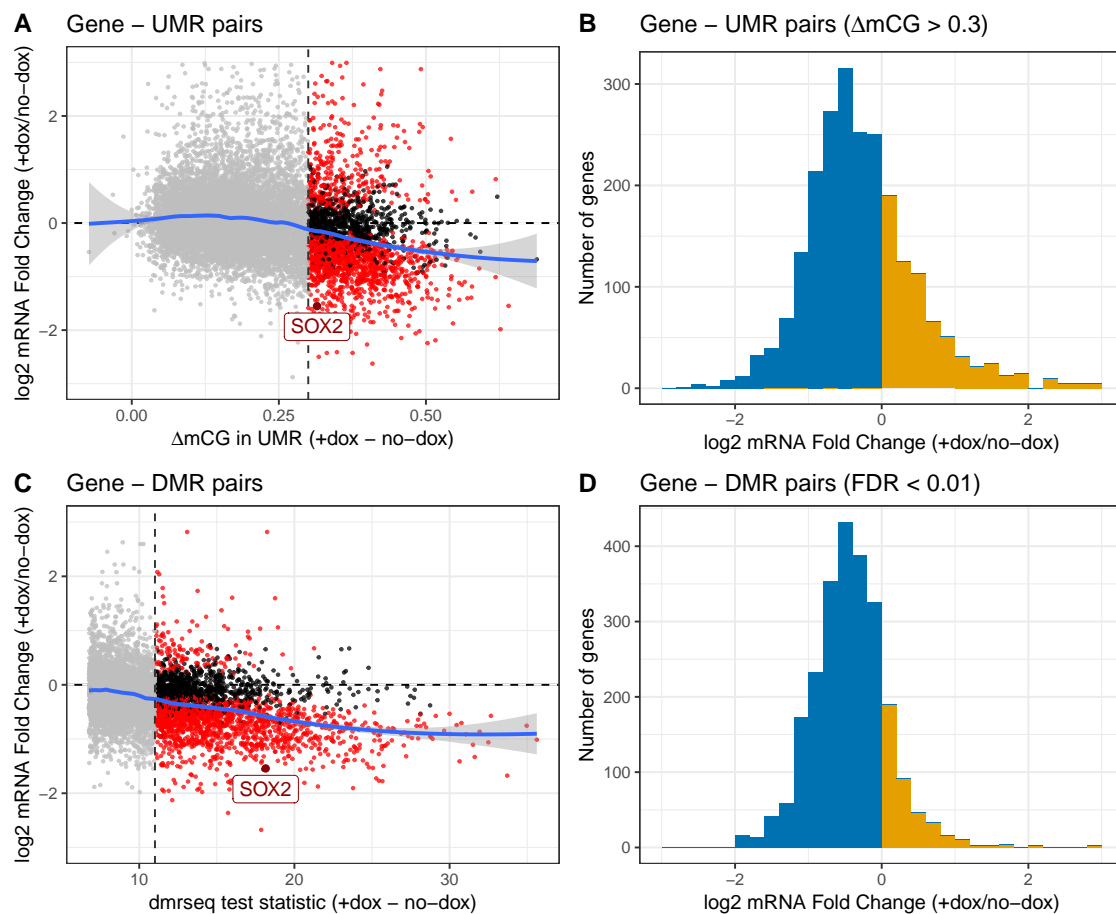 A Gene − UMR pairs
log2 mRNA Fold Change (+dox/no−dox)
2
0
−2
SOX2
0.00 0.25 0.50
ΔmCG in UMR (+dox − no−dox)
B Gene − UMR pairs (ΔmCG > 0.3)
Number of genes
300
200
100
0
−2 0 2
log2 mRNA Fold Change (+dox/no−dox)
C Gene − DMR pairs
log2 mRNA Fold Change (+dox/no−dox)
2
0
−2
SOX2
10 20 30
dmrseq test statistic (+dox − no−dox)
D Gene − DMR pairs (FDR < 0.01)
Number of genes
400
300
200
100
0
−2 0 2
log2 mRNA Fold Change (+dox/no−dox)